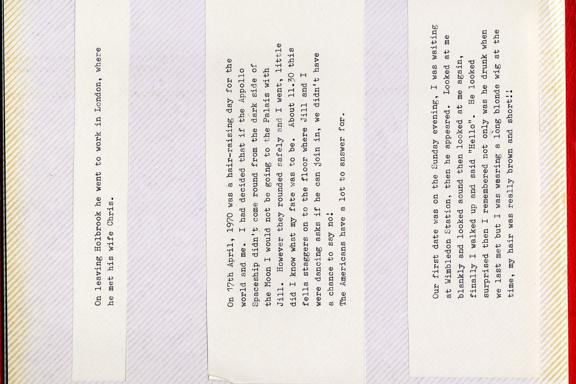 On leaving Holbrook he went to work in London, where
he met his wife Chris.
On 17th April, 1970 was a hair-raising day for the
world and me. I had decided that if the Appollo
Spaceship didn't come round from the dark side of
the Moon I would not be going to the Palais with
Jill. However they rounded safely and I went, little
did I know what my fate was to be. About 11.30 this
fella staggers on to the floor where Jill and I
were dancing asks if he can join in, we didn't have
a chance to say no!
The Americans have a lot to answer for.
Our first date was on the Sunday evening, I was waiting
at Wimbledon Station, then he appeared. Looked at me
blankly and looked aound then looked at me again,
finally I walked up and said "Hello". He looked
surprised then I remembered not only was he drunk when
we last met but I was wearing a long blonde wig at the
time, my hair was really brown and short!!